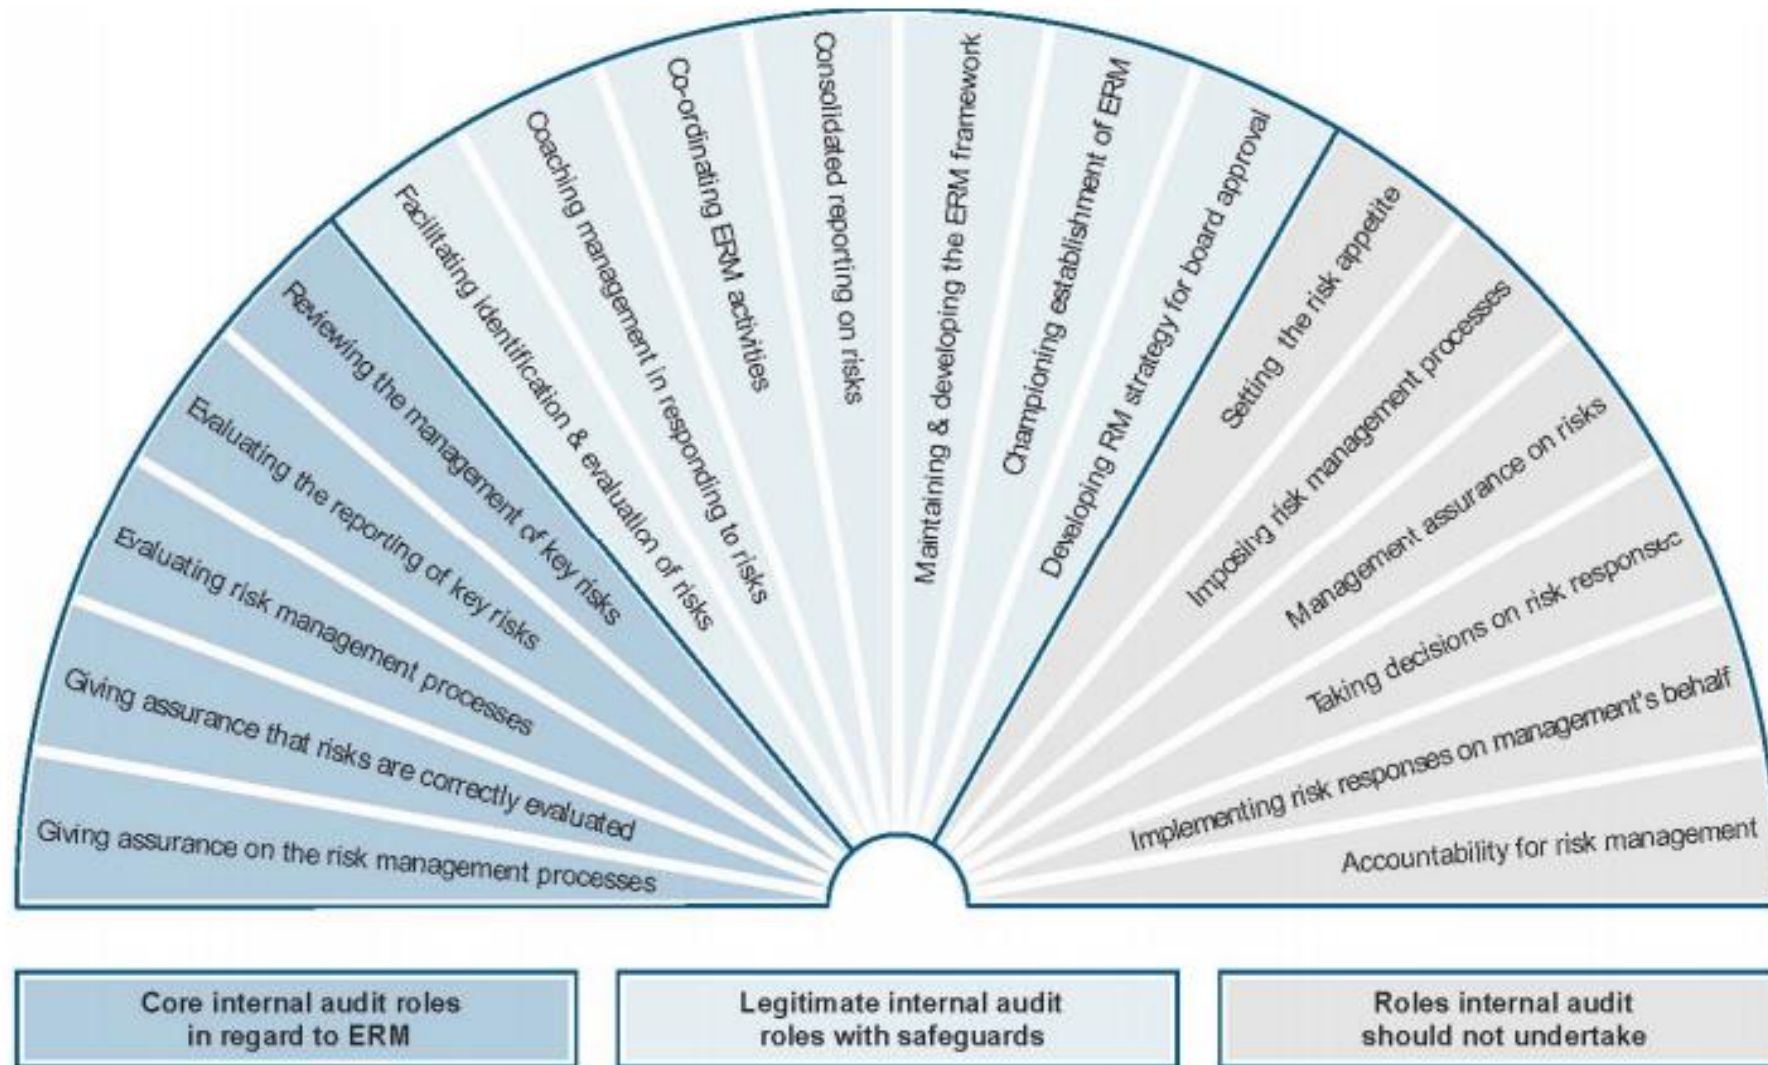 Giving assurance on the risk management processes
Giving assurance that risks are correctly evaluated
Evaluating risk management processes
Evaluating the reporting of key risks
Reviewing the management of key risks
Facilitating identification & evaluation of risks
Coaching management in responding to risks
Co-ordinating ERM activities
Consolidated reporting on risks
Maintaining & developing the ERM framework
Championing establishment of ERM
Developing RM strategy for board approval
Setting the risk appetite
Imposing risk management processes
Management assurance on risks
Taking decisions on risk responses
Implementing risk responses on management's behalf
Accountability for risk management
Core internal audit roles
in regard to ERM
Legitimate internal audit
roles with safeguards
Roles internal audit
should not undertake